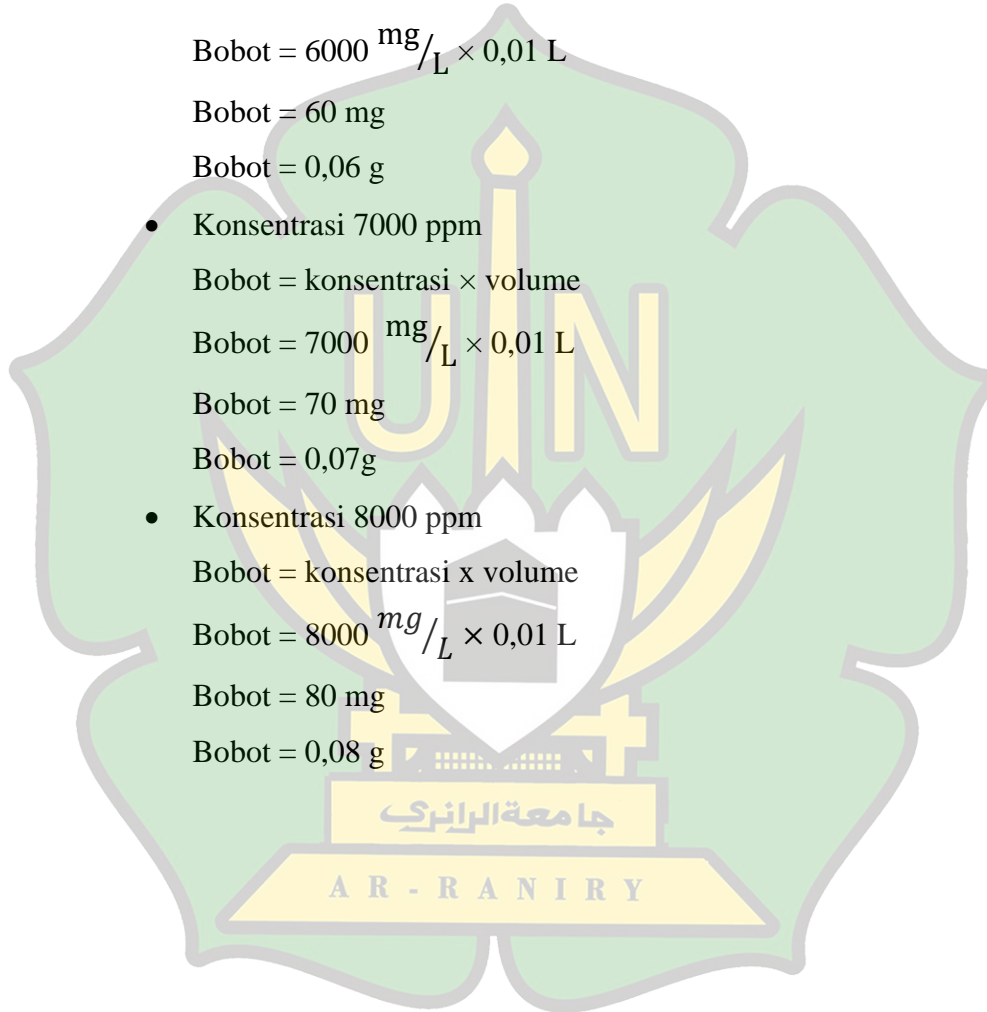 Bobot = 6000 mg/L × 0,01 L
Bobot = 60 mg
Bobot = 0,06 g
• Konsentrasi 7000 ppm
Bobot = konsentrasi × volume
Bobot = 7000 mg/L × 0,01 L
Bobot = 70 mg
Bobot = 0,07g
• Konsentrasi 8000 ppm
Bobot = konsentrasi x volume
Bobot = 8000 mg/L × 0,01 L
Bobot = 80 mg
Bobot = 0,08 g
UIN
جامعة الرانري
AR-RANIRY